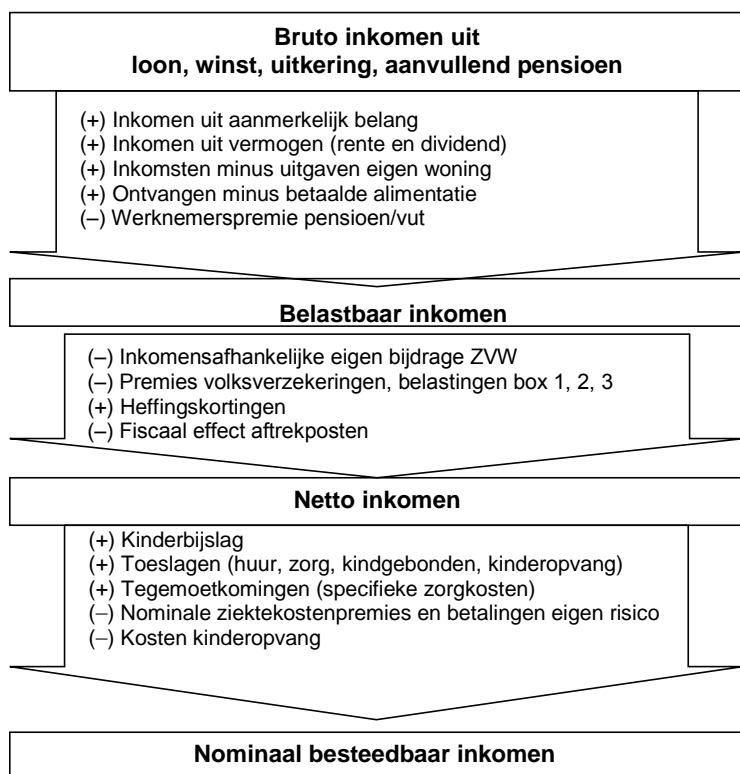 Bruto inkomen uit
loon, winst, uitkering, aanvullend pensioen
(+) Inkomen uit aanmerkelijk belang
(+) Inkomen uit vermogen (rente en dividend)
(+) Inkomsten minus uitgaven eigen woning
(+) Ontvangen minus betaalde alimentatie
(–) Werknemerspremie pensioen/vut
Belastbaar inkomen
(–) Inkomensafhankelijke eigen bijdrage ZVW
(–) Premies volksverzekeringen, belastingen box 1, 2, 3
(+) Heffingskortingen
(–) Fiscaal effect aftrekposten
Netto inkomen
(+) Kinderbijslag
(+) Toeslagen (huur, zorg, kindgebonden, kinderopvang)
(+) Tegemoetkomingen (specifieke zorgkosten)
(–) Nominale ziektekostenpremies en betalingen eigen risico
(–) Kosten kinderopvang
Nominaal besteedbaar inkomen